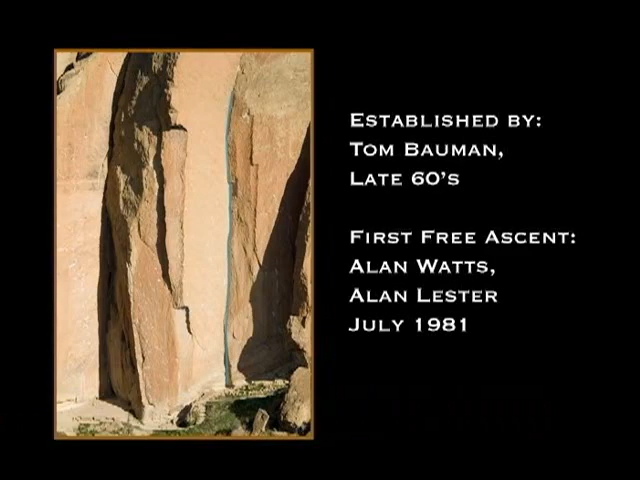 Established by:
Tom Bauman,
Late 60's
First Free Ascent:
Alan Watts,
Alan Lester
July 1981